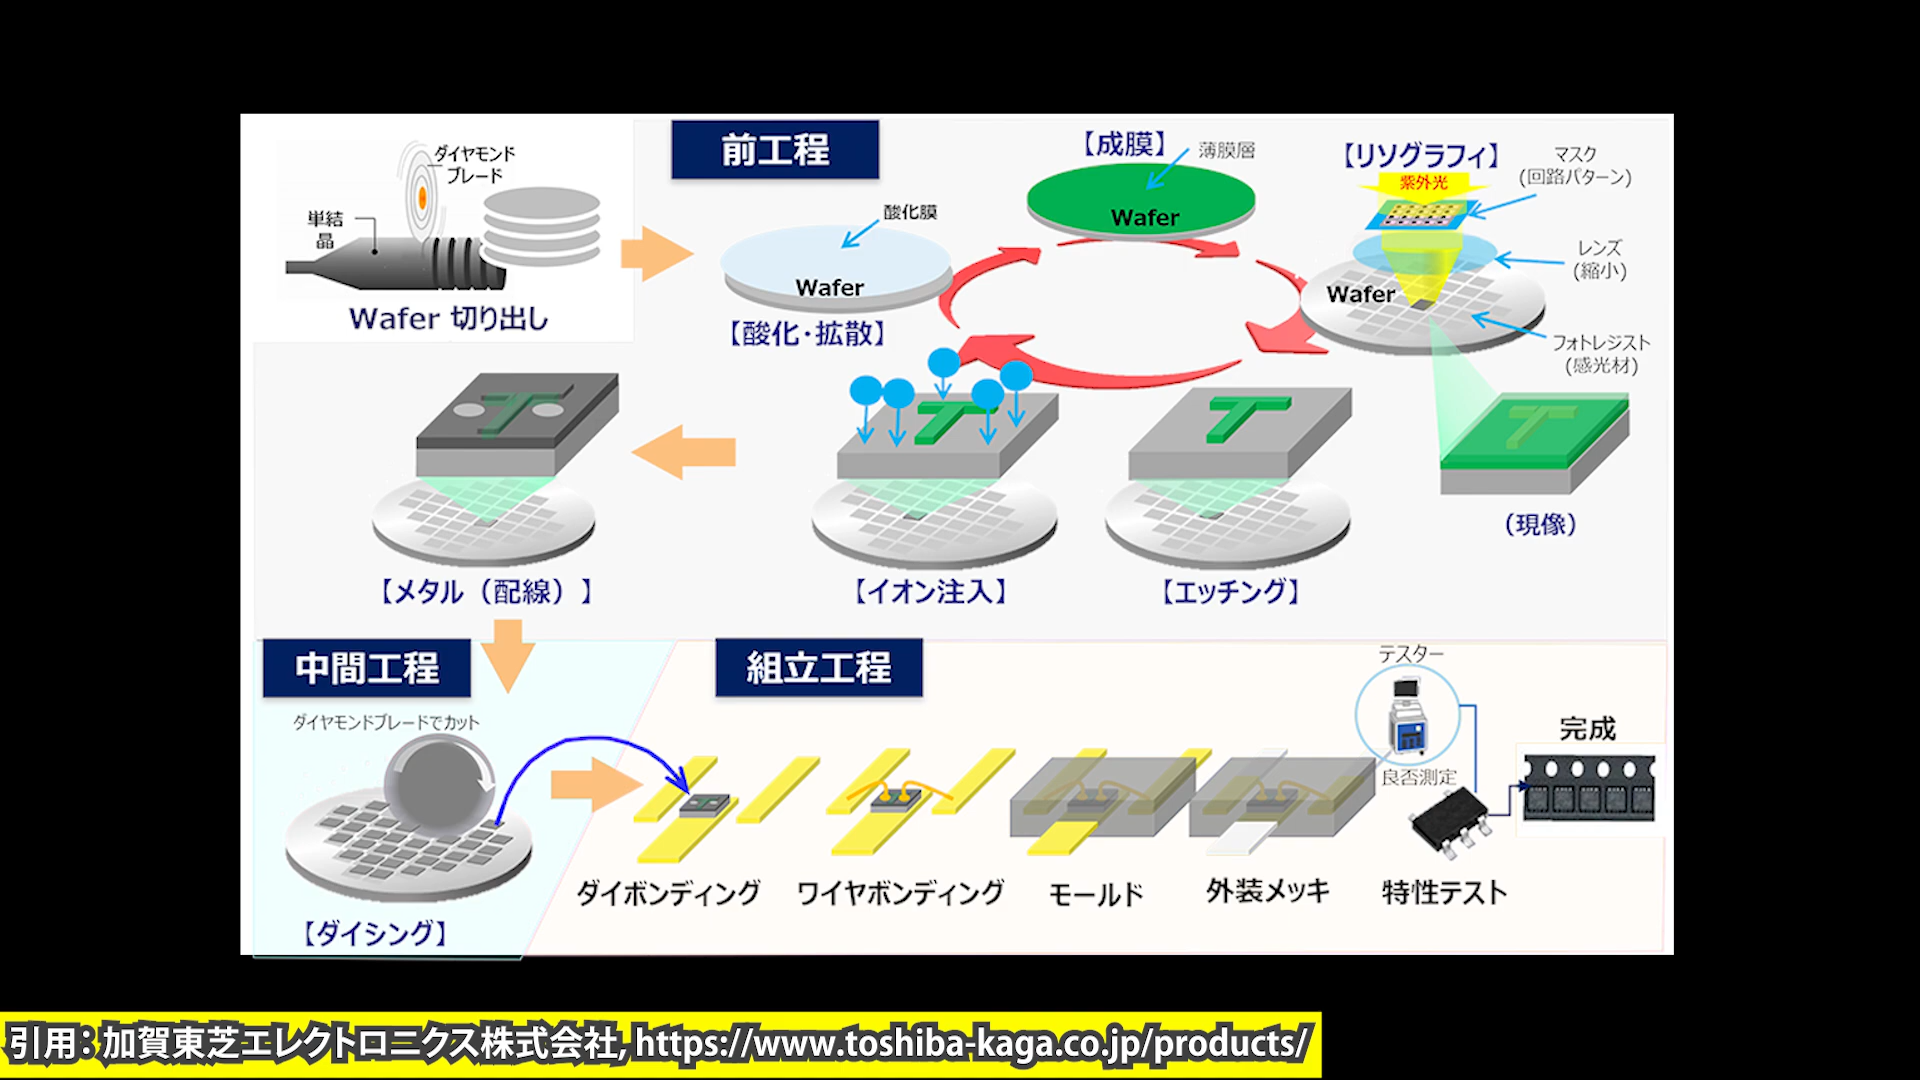 ダイヤモンド
ブレード
単結
晶
Wafer 切り出し
前工程
酸化膜
Wafer
【酸化・拡散】
【成膜】
薄膜層
Wafer
【リソグラフィ】
紫外光
マスク
(回路パターン)
レンズ
(縮小)
Wafer
フォトレジスト
(感光材)
(現像)
【エッチング】
【イオン注入】
【メタル（配線）】
中間工程
ダイヤモンドブレードでカット
【ダイシング】
組立工程
ダイボンディング
ワイヤボンディング
モールド
外装メッキ
テスター
良否測定
特性テスト
完成
引用：加賀東芝エレクトロニクス株式会社, https://www.toshiba-kaga.co.jp/products/